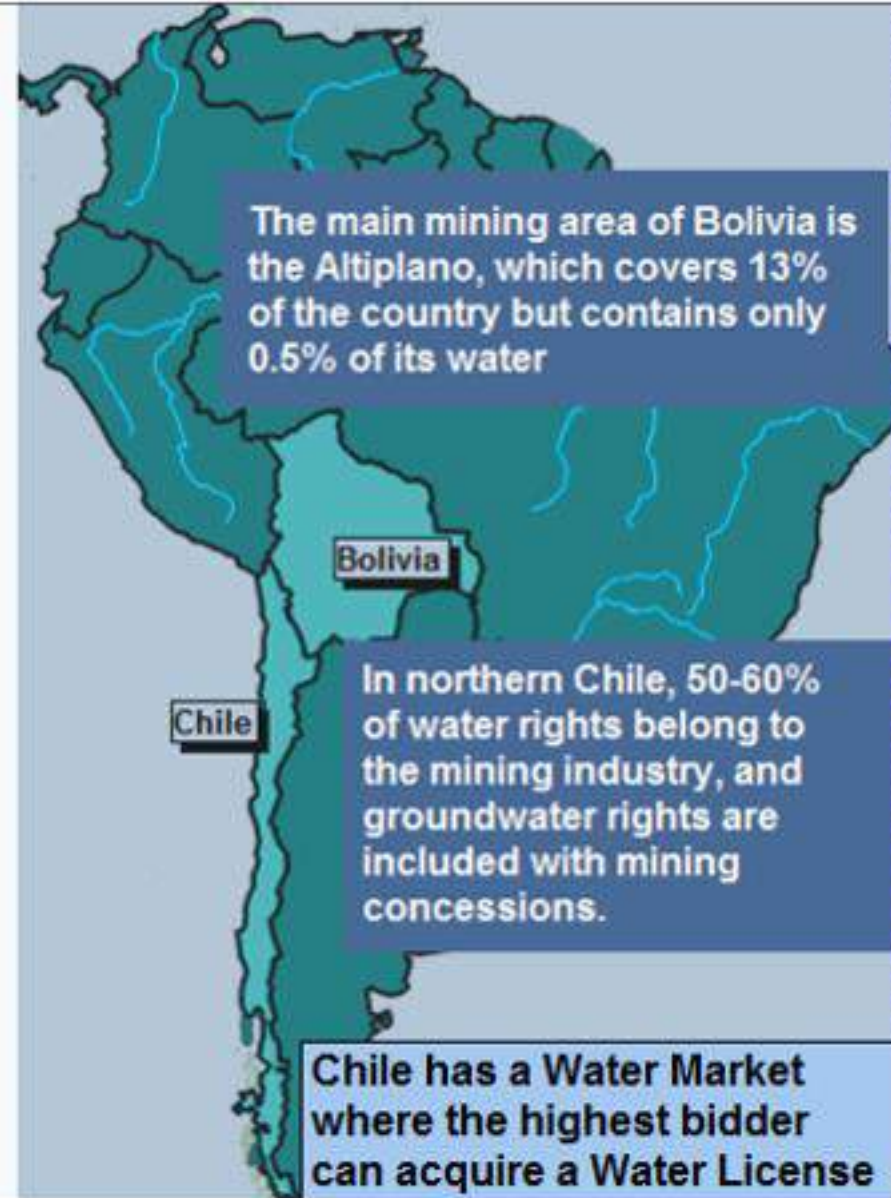 The main mining area of Bolivia is
the Altiplano, which covers 13%
of the country but contains only
0.5% of its water
Bolivia
In northern Chile, 50-60%
of water rights belong to
the mining industry, and
groundwater rights are
included with mining
concessions.
Chile
Chile has a Water Market
where the highest bidder
can acquire a Water License